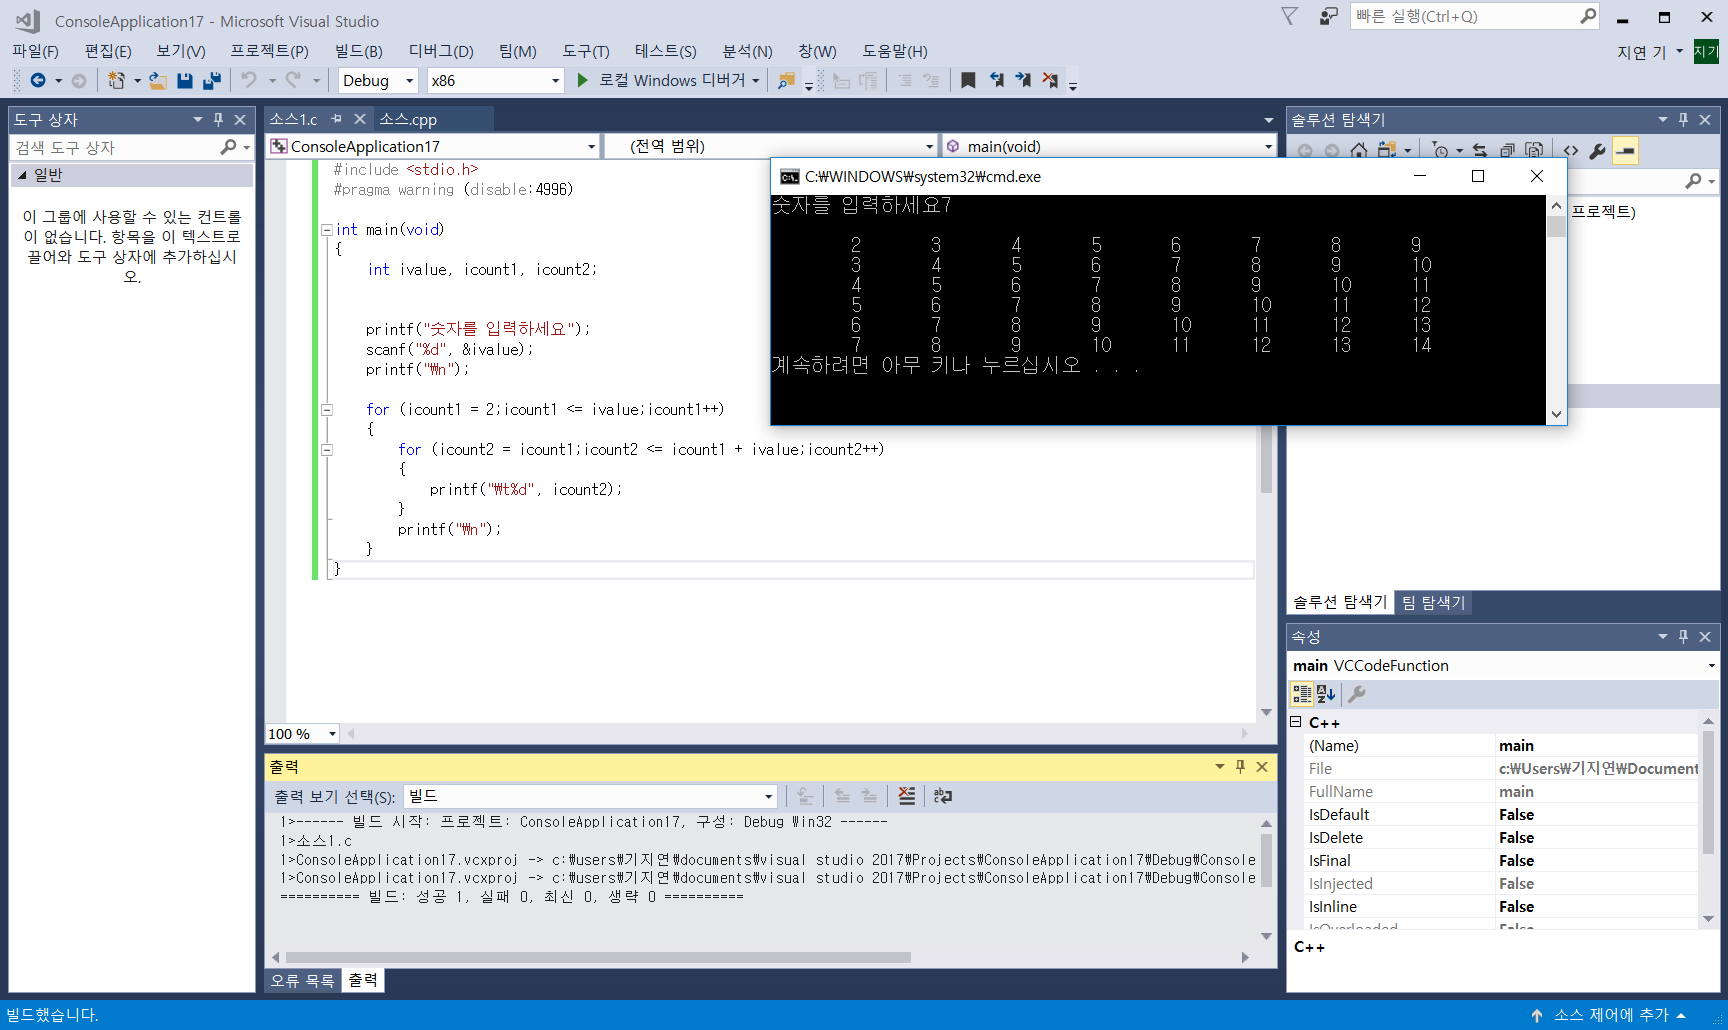 ConsoleApplication17 - Microsoft Visual Studio
빠른 실행(Ctrl+Q)
파일(F) 편집(E) 보기(V) 프로젝트(P) 빌드(B) 디버그(D) 팀(M) 도구(T) 테스트(S) 분석(N) 창(W) 도움말(H)
지연 기 지기
Debug x86 로컬 Windows 디버거
도구 상자
검색 도구 상자
일반
이 그룹에 사용할 수 있는 컨트롤
이 없습니다. 항목을 이 텍스트로
끌어와 도구 상자에 추가하십시
오.
소스1.c 소스.cpp
ConsoleApplication17 (전역 범위) main(void)
#include <stdio.h>
#pragma warning (disable:4996)
int main(void)
{
int ivalue, icount1, icount2;
printf("숫자를 입력하세요");
scanf("%d", &ivalue);
printf("₩n");
for (icount1 = 2;icount1 <= ivalue;icount1++)
{
for (icount2 = icount1;icount2 <= icount1 + ivalue;icount2++)
{
printf("₩t%d", icount2);
}
printf("₩n");
}
}
100 %
C:₩WINDOWS₩system32₩cmd.exe
숫자를 입력하세요7
2 3 4 5 6 7 8 9
3 4 5 6 7 8 9 10
4 5 6 7 8 9 10 11
5 6 7 8 9 10 11 12
6 7 8 9 10 11 12 13
7 8 9 10 11 12 13 14
계속하려면 아무 키나 누르십시오 . . .
출력
출력 보기 선택(S): 빌드
1>------ 빌드 시작: 프로젝트: ConsoleApplication17, 구성: Debug Win32 ------
1>소스1.c
1>ConsoleApplication17.vcxproj -> c:₩users₩기지연₩documents₩visual studio 2017₩Projects₩ConsoleApplication17₩Debug₩Console
1>ConsoleApplication17.vcxproj -> c:₩users₩기지연₩documents₩visual studio 2017₩Projects₩ConsoleApplication17₩Debug₩Console
========== 빌드: 성공 1, 실패 0, 최신 0, 생략 0 ==========
오류 목록 출력
솔루션 탐색기
프로젝트)
솔루션 탐색기 팀 탐색기
속성
main VCCodeFunction
C++
(Name) main
File c:₩Users₩기지연₩Document
FullName main
IsDefault False
IsDelete False
IsFinal False
IsInjected False
IsInline False
IsOverloaded False
C++
빌드했습니다.
소스 제어에 추가